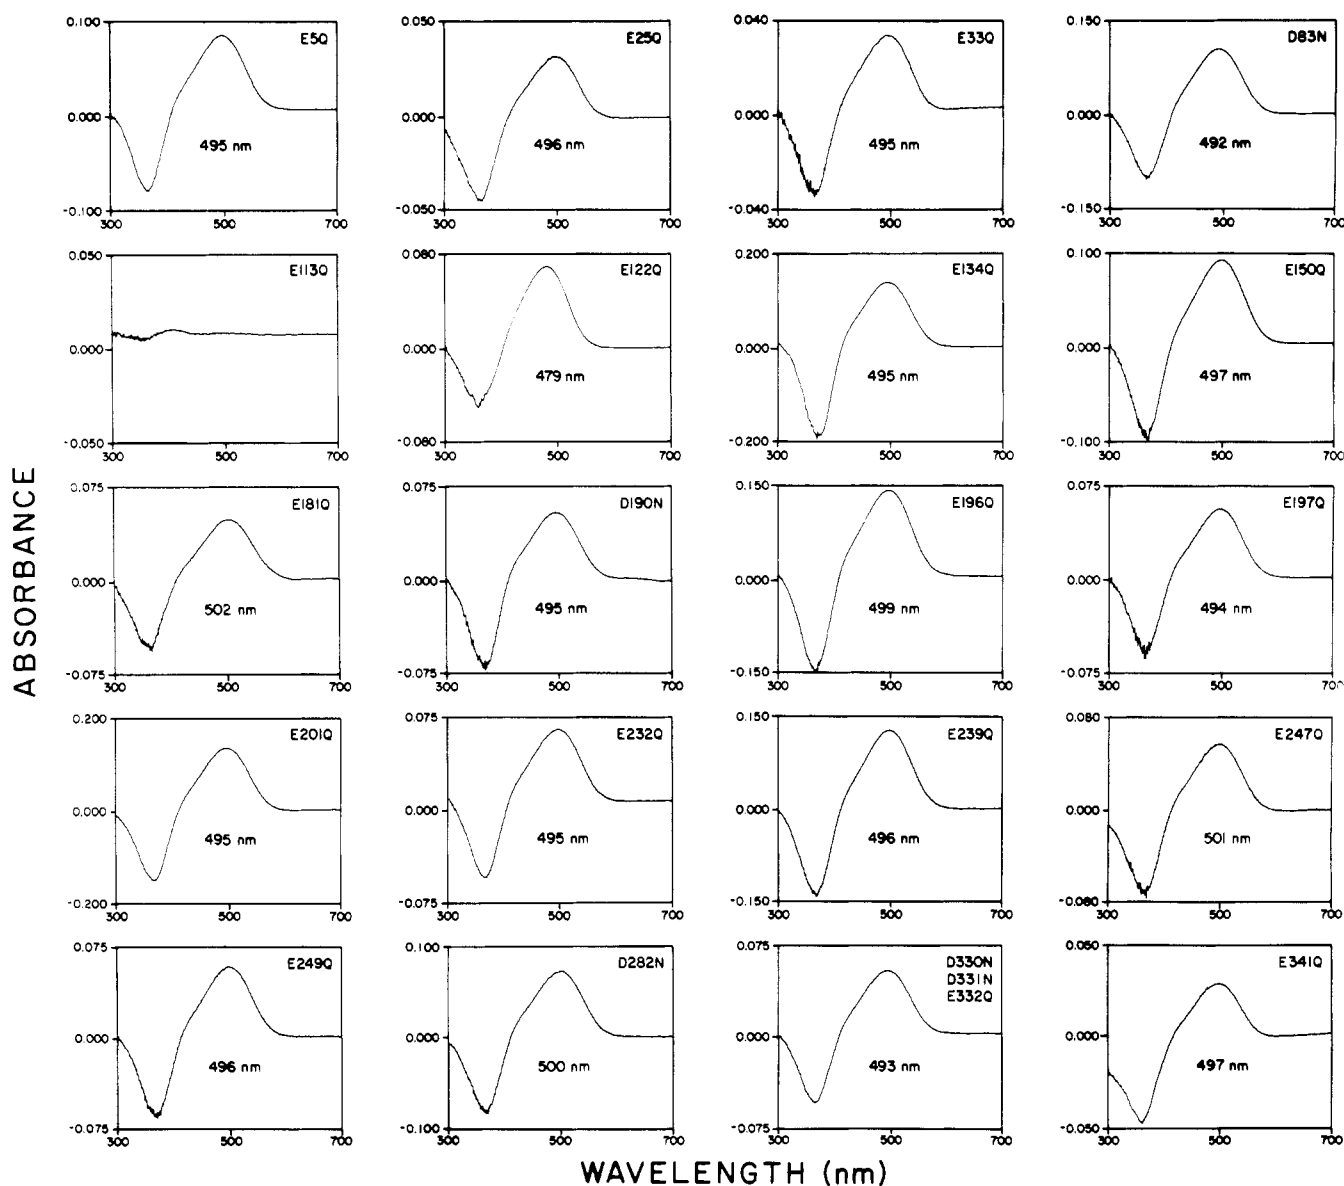 0.100
0.000
-0.100
E5Q
495 nm
300 500 700
0.050
0.000
-0.050
E25Q
496 nm
300 500 700
0.040
0.000
-0.040
E33Q
495 nm
300 500 700
0.150
0.000
-0.150
D83N
492 nm
300 500 700
0.050
0.000
-0.050
E113Q
300 500 700
0.080
0.000
-0.080
E122Q
479 nm
300 500 700
0.200
0.000
-0.200
E134Q
495 nm
300 500 700
0.100
0.000
-0.100
E150Q
497 nm
300 500 700
0.075
0.000
-0.075
E181Q
502 nm
300 500 700
0.075
0.000
-0.075
D190N
495 nm
300 500 700
0.150
0.000
-0.150
E196Q
499 nm
300 500 700
0.075
0.000
-0.075
E197Q
494 nm
300 500 700
0.200
0.000
-0.200
E201Q
495 nm
300 500 700
0.075
0.000
-0.075
E232Q
495 nm
300 500 700
0.150
0.000
-0.150
E239Q
496 nm
300 500 700
0.080
0.000
-0.080
E247Q
501 nm
300 500 700
0.075
0.000
-0.075
E249Q
496 nm
300 500 700
0.100
0.000
-0.100
D282N
500 nm
300 500 700
0.075
0.000
-0.075
D330N
D331N
E332Q
493 nm
300 500 700
0.050
0.000
-0.050
E341Q
497 nm
300 500 700
ABSORBANCE
WAVELENGTH (nm)